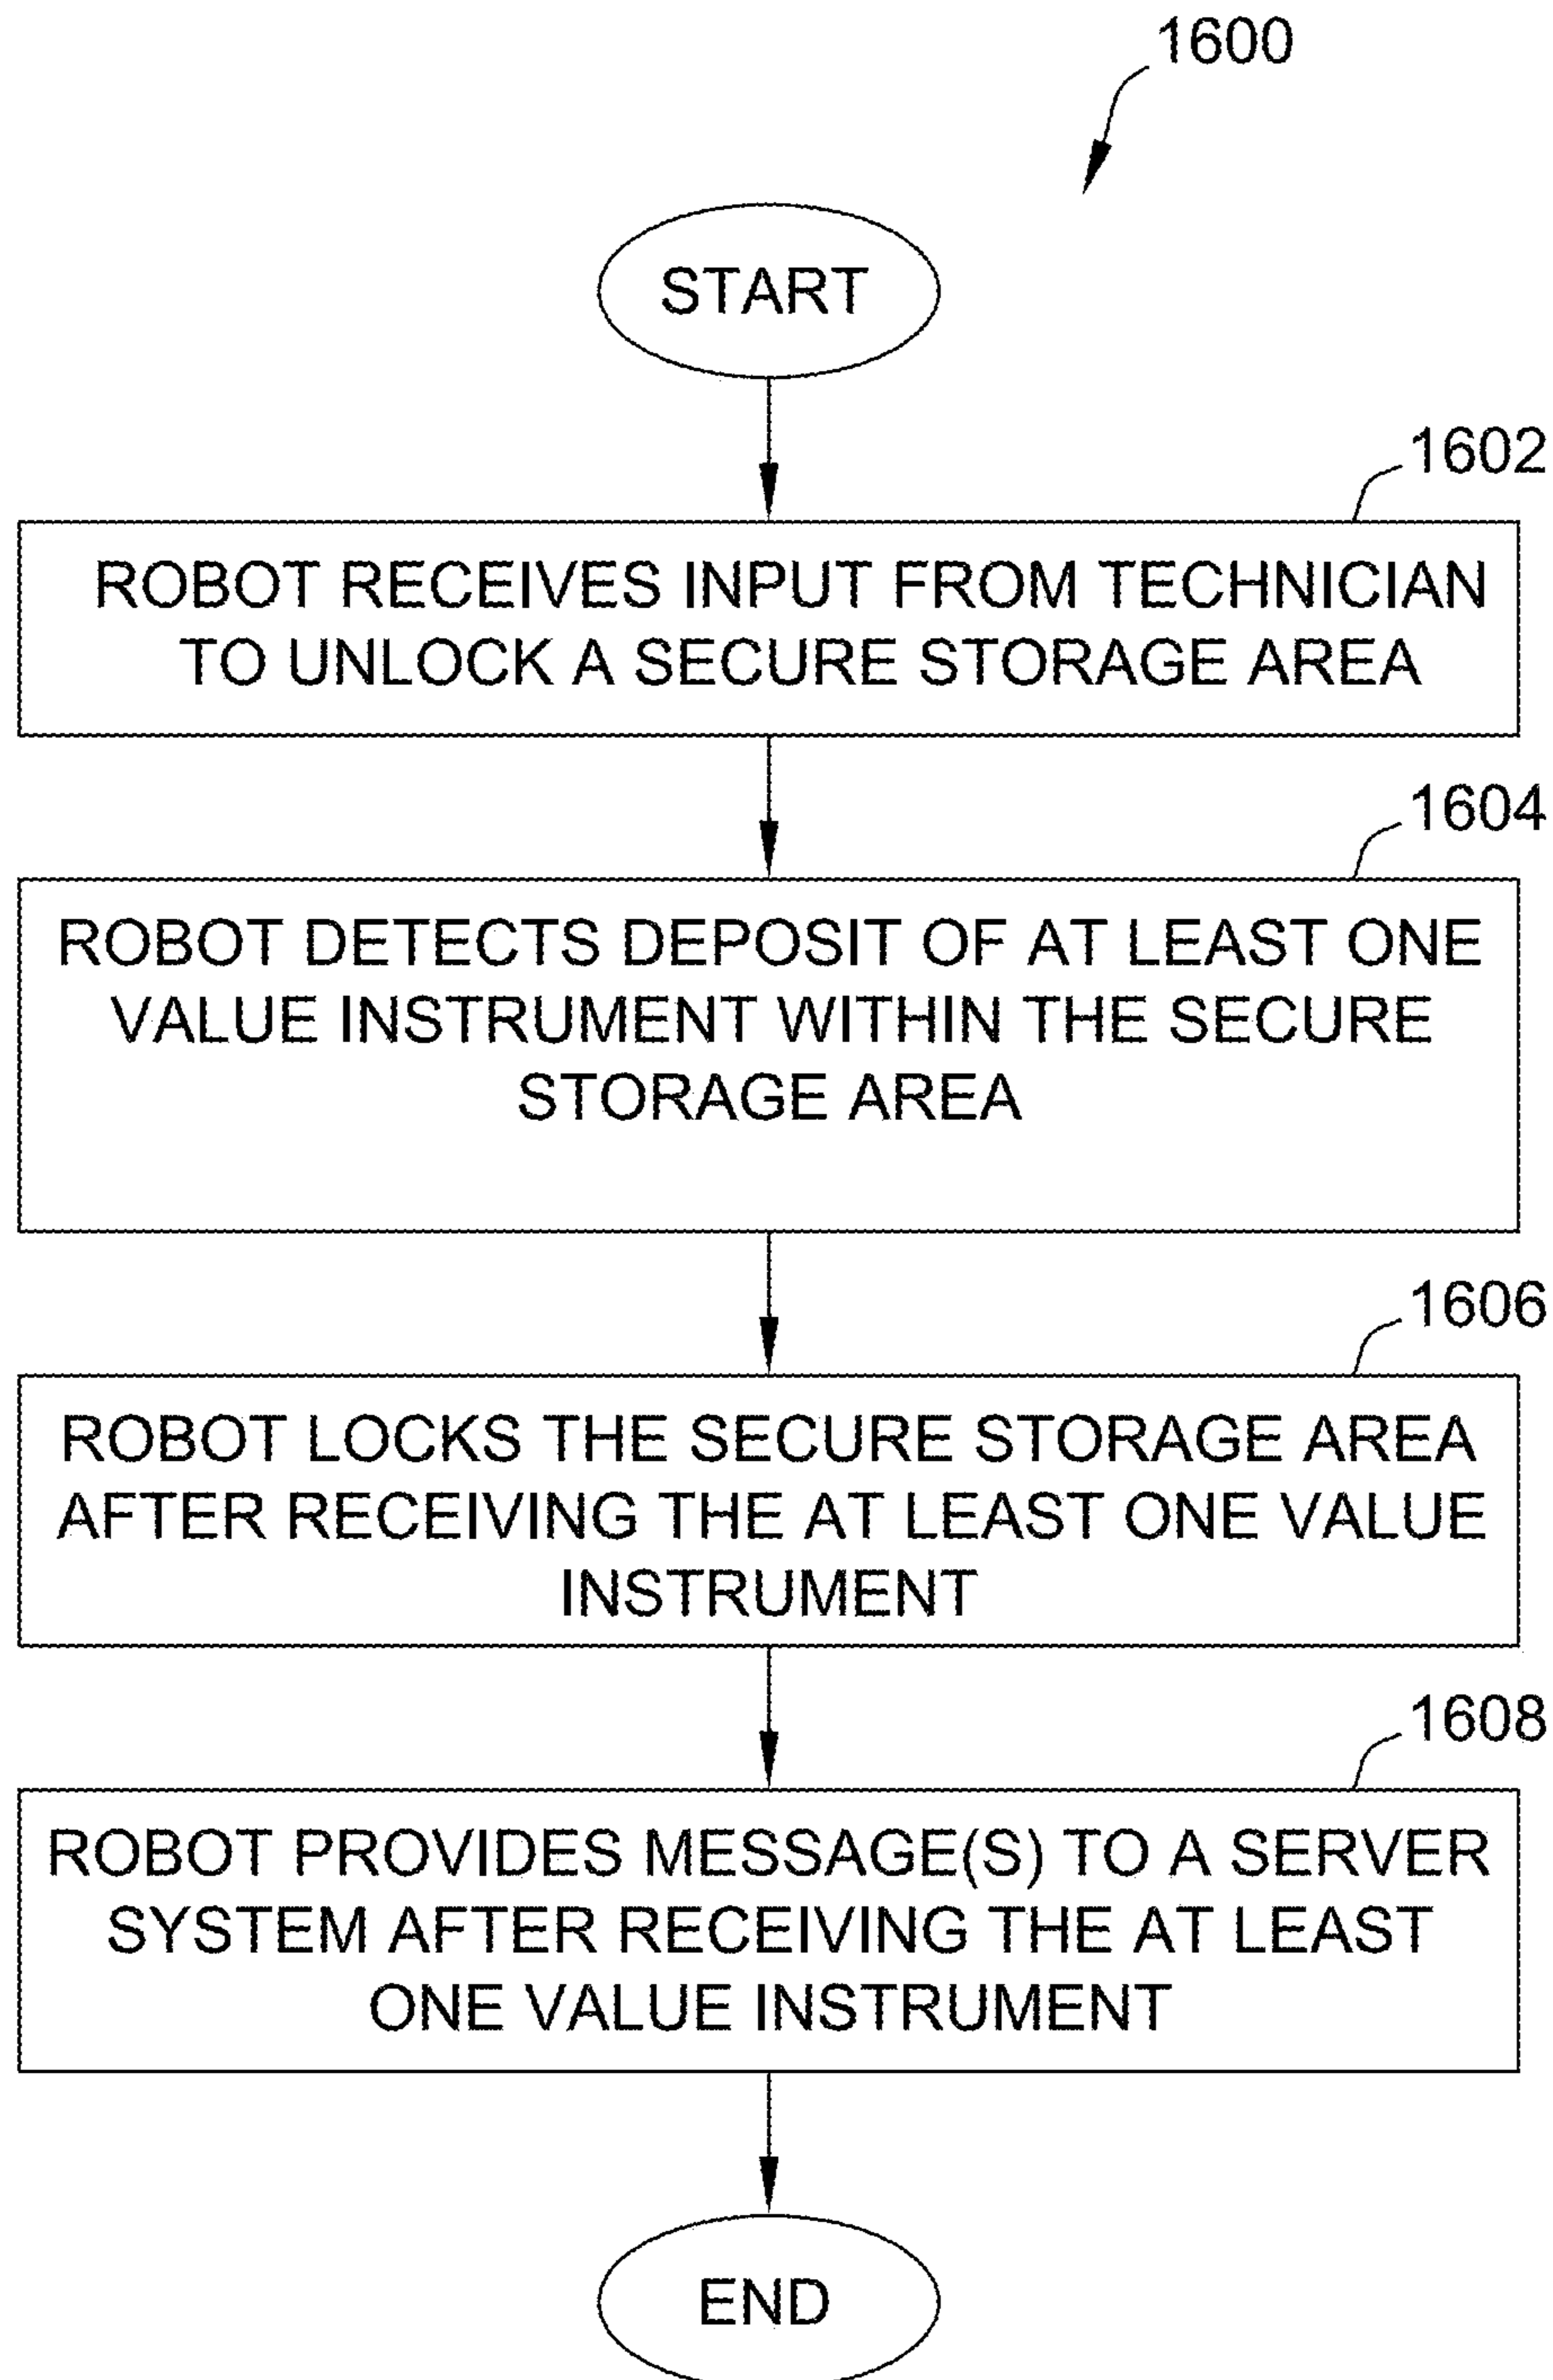 1600
START
1602
ROBOT RECEIVES INPUT FROM TECHNICIAN
TO UNLOCK A SECURE STORAGE AREA
1604
ROBOT DETECTS DEPOSIT OF AT LEAST ONE
VALUE INSTRUMENT WITHIN THE SECURE
STORAGE AREA
1606
ROBOT LOCKS THE SECURE STORAGE AREA
AFTER RECEIVING THE AT LEAST ONE VALUE
INSTRUMENT
1608
ROBOT PROVIDES MESSAGE(S) TO A SERVER
SYSTEM AFTER RECEIVING THE AT LEAST
ONE VALUE INSTRUMENT
END